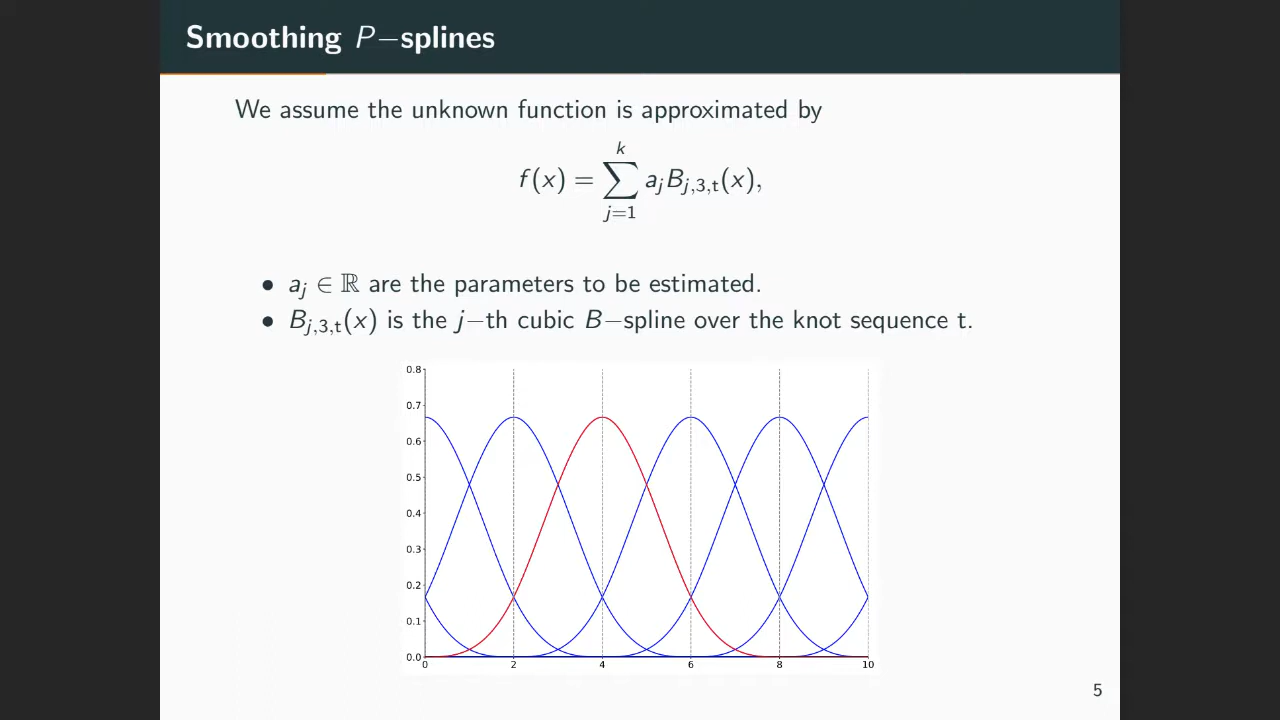 Smoothing P−splines
We assume the unknown function is approximated by
k
f(x) = ∑ a_j B_{j,3,t}(x),
j=1
• a_j ∈ ℝ are the parameters to be estimated.
• B_{j,3,t}(x) is the j−th cubic B−spline over the knot sequence t.
0.8
0.7
0.6
0.5
0.4
0.3
0.2
0.1
0.0
0 2 4 6 8 10
5